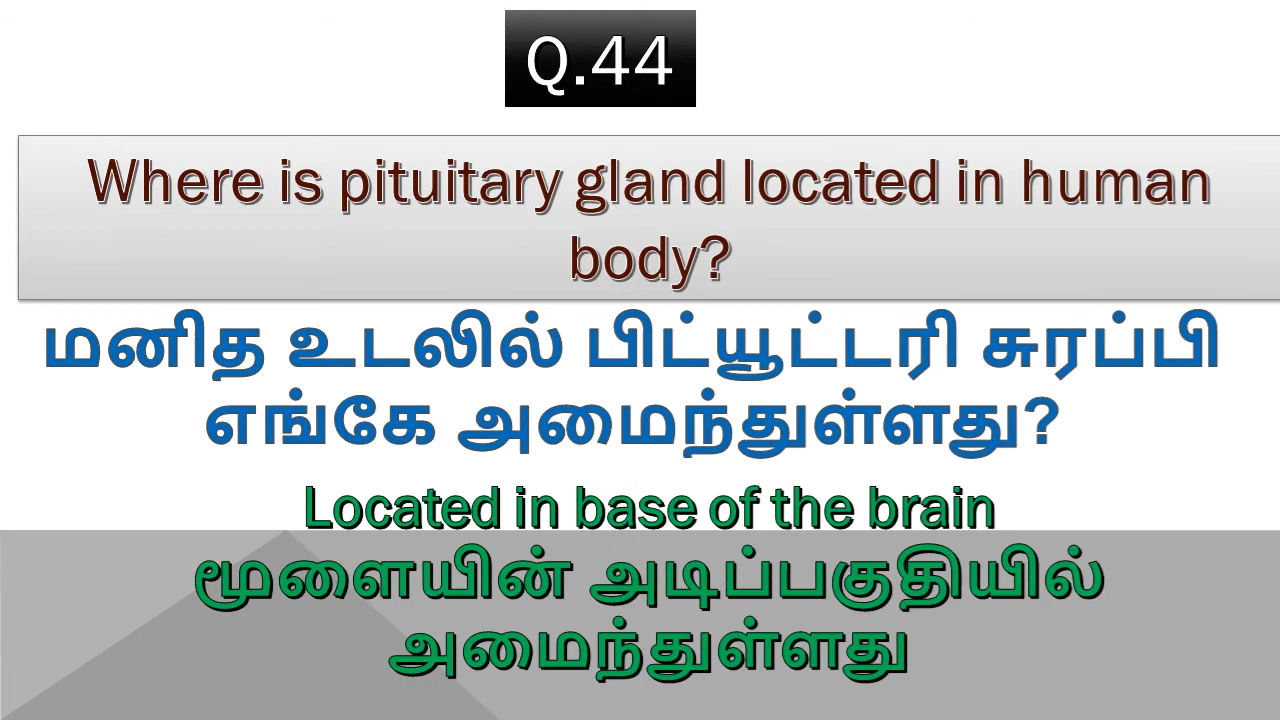 Q.44
Where is pituitary gland located in human
body?
மனித உடலில் பிட்யூட்டரி சுரப்பி
எங்கே அமைந்துள்ளது?
Located in base of the brain
மூளையின் அடிப்பகுதியில்
அமைந்துள்ளது